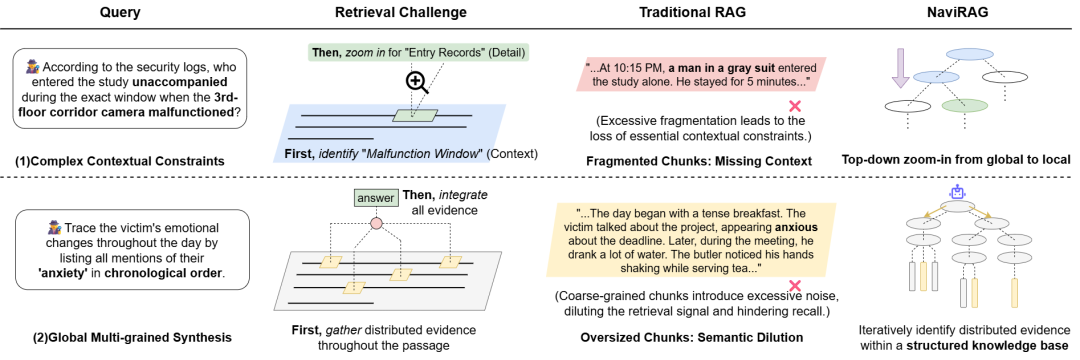 Query
Retrieval Challenge
Traditional RAG
NaviRAG
According to the security logs, who
entered the study unaccompanied
during the exact window when the 3rd-
floor corridor camera malfunctioned?
(1)Complex Contextual Constraints
Then, zoom in for "Entry Records" (Detail)
First, identify "Malfunction Window" (Context)
"...At 10:15 PM, a man in a gray suit entered
the study alone. He stayed for 5 minutes..."
(Excessive fragmentation leads to the
loss of essential contextual constraints.)
Fragmented Chunks: Missing Context
Top-down zoom-in from global to local
Trace the victim's emotional
changes throughout the day by
listing all mentions of their
'anxiety' in chronological order.
(2)Global Multi-grained Synthesis
answer
Then, integrate
all evidence
First, gather distributed evidence
throughout the passage
"...The day began with a tense breakfast. The
victim talked about the project, appearing anxious
about the deadline. Later, during the meeting, he
drank a lot of water. The butler noticed his hands
shaking while serving tea..."
(Coarse-grained chunks introduce excessive noise,
diluting the retrieval signal and hindering recall.)
Oversized Chunks: Semantic Dilution
Iteratively identify distributed evidence
within a structured knowledge base